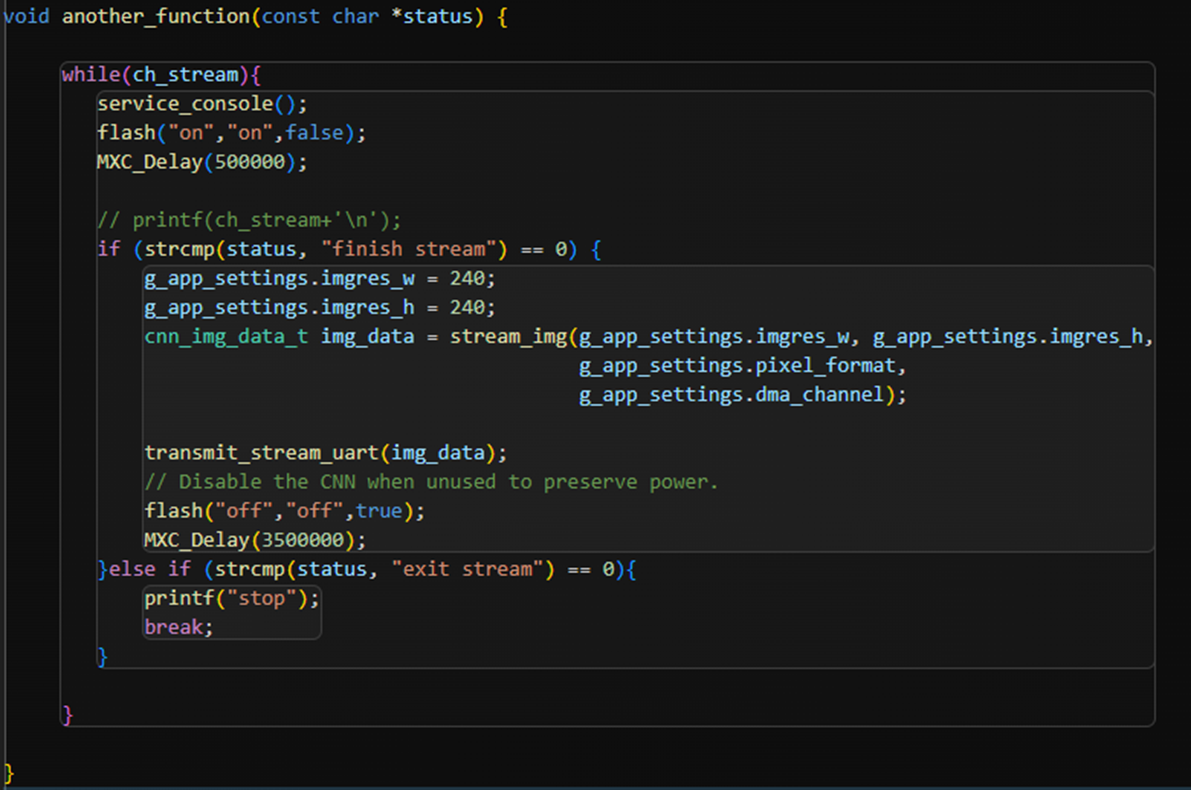 void another_function(const char *status) {
while(ch_stream){
service_console();
flash("on","on",false);
MXC_Delay(500000);
// printf(ch_stream+'\n');
if (strcmp(status, "finish stream") == 0) {
g_app_settings.imgres_w = 240;
g_app_settings.imgres_h = 240;
cnn_img_data_t img_data = stream_img(g_app_settings.imgres_w, g_app_settings.imgres_h,
g_app_settings.pixel_format,
g_app_settings.dma_channel);
transmit_stream_uart(img_data);
// Disable the CNN when unused to preserve power.
flash("off","off",true);
MXC_Delay(3500000);
}else if (strcmp(status, "exit stream") == 0){
printf("stop");
break;
}
}
}